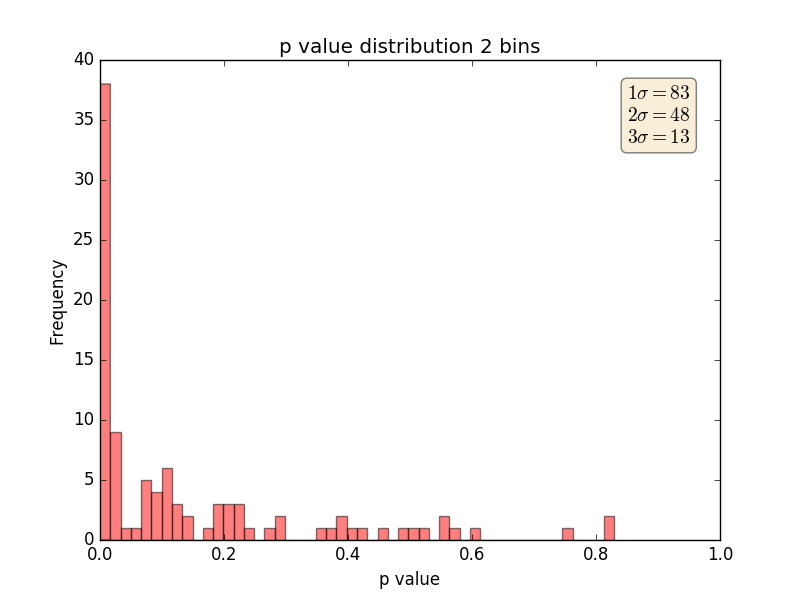 p value distribution 2 bins
40
35
30
25
20
15
10
5
0
Frequency
1σ = 83
2σ = 48
3σ = 13
0.0 0.2 0.4 0.6 0.8 1.0
p value